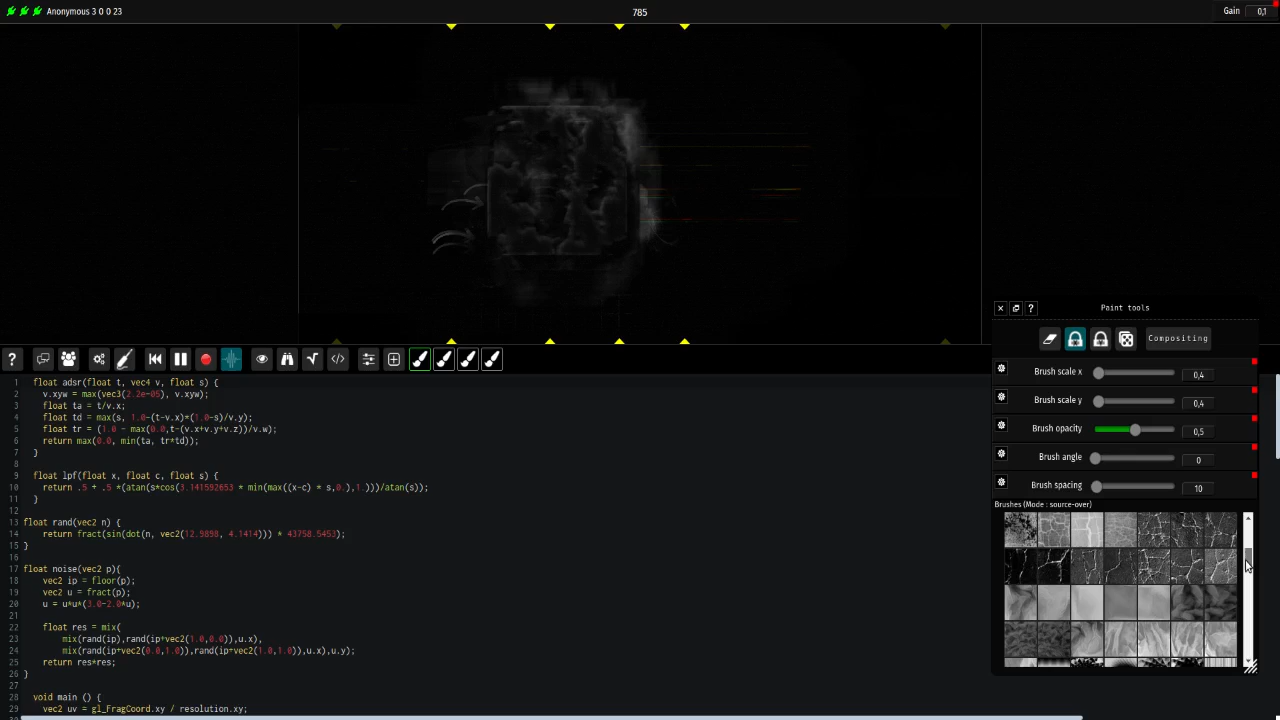 Anonymous 3 0 0 23
785
Gain 0,1
Paint tools
Compositing
Brush scale x 0,4
Brush scale y 0,4
Brush opacity 0,5
Brush angle 0
Brush spacing 10
Brushes (Mode : source-over)
1 float adsr(float t, vec4 v, float s) {
2 v.xyw = max(vec3(2.2e-05), v.xyw);
3 float ta = t/v.x;
4 float td = max(s, 1.0-(t-v.x)*(1.0-s)/v.y);
5 float tr = (1.0 - max(0.0,t-(v.x+v.y+v.z))/v.w);
6 return max(0.0, min(ta, tr*td));
7 }
8
9 float lpf(float x, float c, float s) {
10 return .5 + .5 *(atan(s*cos(3.141592653 * min(max((x-c) * s,0.),1.)))/atan(s));
11 }
12
13 float rand(vec2 n) {
14 return fract(sin(dot(n, vec2(12.9898, 4.1414))) * 43758.5453);
15 }
16
17 float noise(vec2 p){
18 vec2 ip = floor(p);
19 vec2 u = fract(p);
20 u = u*u*(3.0-2.0*u);
21
22 float res = mix(
23 mix(rand(ip),rand(ip+vec2(1.0,0.0)),u.x),
24 mix(rand(ip+vec2(0.0,1.0)),rand(ip+vec2(1.0,1.0)),u.x),u.y);
25 return res*res;
26 }
27
28 void main () {
29 vec2 uv = gl_FragCoord.xy / resolution.xy;